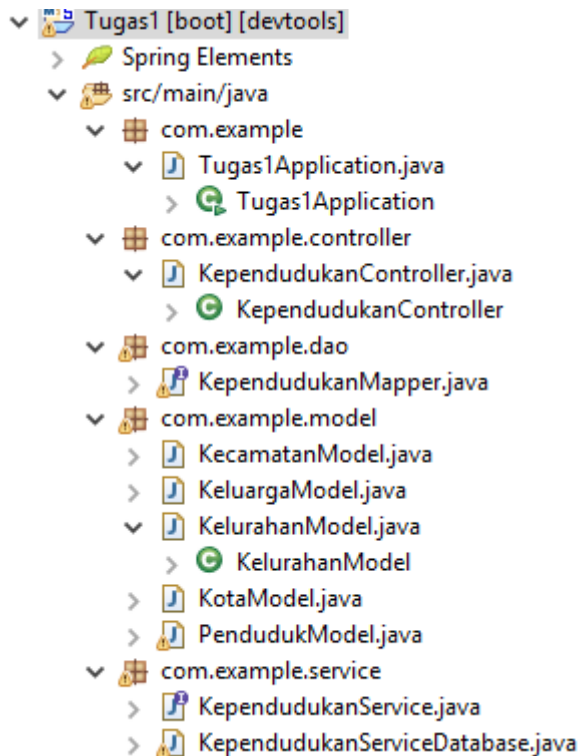 Tugas1 [boot] [devtools]
Spring Elements
src/main/java
com.example
Tugas1Application.java
Tugas1Application
com.example.controller
KependudukanController.java
KependudukanController
com.example.dao
KependudukanMapper.java
com.example.model
KecamatanModel.java
KeluargaModel.java
KelurahanModel.java
KelurahanModel
KotaModel.java
PendudukModel.java
com.example.service
KependudukanService.java
KependudukanServiceDatabase.java